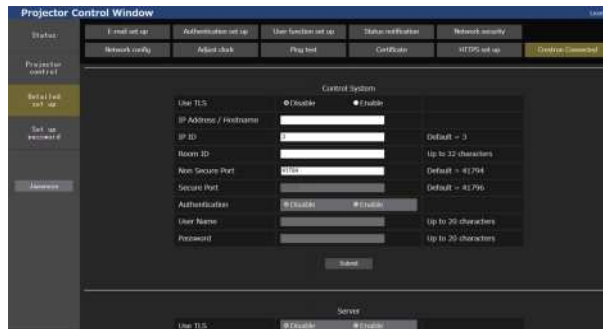 Projector Control Window
Status
Projector control
Detailed set up
Set up password
Japanese
E-mail set up
Authentication set up
User function set up
Status notification
Network security
Network config
Adjust clock
Ping test
Certificate
HTTPS set up
Crestron Connected
Control System
Use TLS Disable Enable
IP Address / Hostname
IP ID 3 Default = 3
Room ID Up to 32 characters
Non Secure Port 41794 Default = 41794
Secure Port Default = 41796
Authentication Disable Enable
User Name Up to 20 characters
Password Up to 20 characters
Submit
Server
Use TLS Disable Enable